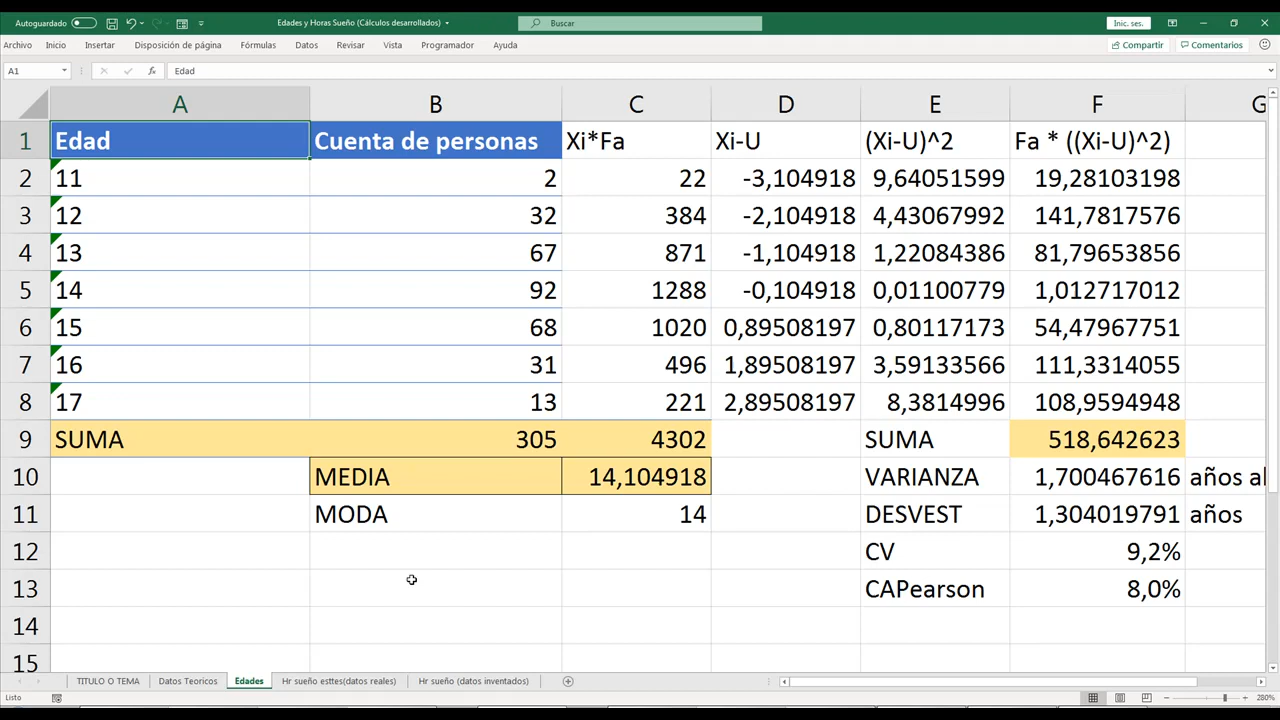 Autoguardado Edades y Horas Sueño (Cálculos desarrollados) Buscar Inic. ses.
Archivo Inicio Insertar Disposición de página Fórmulas Datos Revisar Vista Programador Ayuda Compartir Comentarios
A1 fx Edad
A B C D E F G
1 Edad Cuenta de personas Xi*Fa Xi-U (Xi-U)^2 Fa * ((Xi-U)^2)
2 11 2 22 -3,104918 9,64051599 19,28103198
3 12 32 384 -2,104918 4,43067992 141,7817576
4 13 67 871 -1,104918 1,22084386 81,79653856
5 14 92 1288 -0,104918 0,01100779 1,012717012
6 15 68 1020 0,89508197 0,80117173 54,47967751
7 16 31 496 1,89508197 3,59133566 111,3314055
8 17 13 221 2,89508197 8,3814996 108,9594948
9 SUMA 305 4302 SUMA 518,642623
10 MEDIA 14,104918 VARIANZA 1,700467616 años al
11 MODA 14 DESVEST 1,304019791 años
12 CV 9,2%
13 CAPearson 8,0%
14
15
TITULO O TEMA Datos Teoricos Edades Hr sueño esttes(datos reales) Hr sueño (datos inventados)
Listo 280%